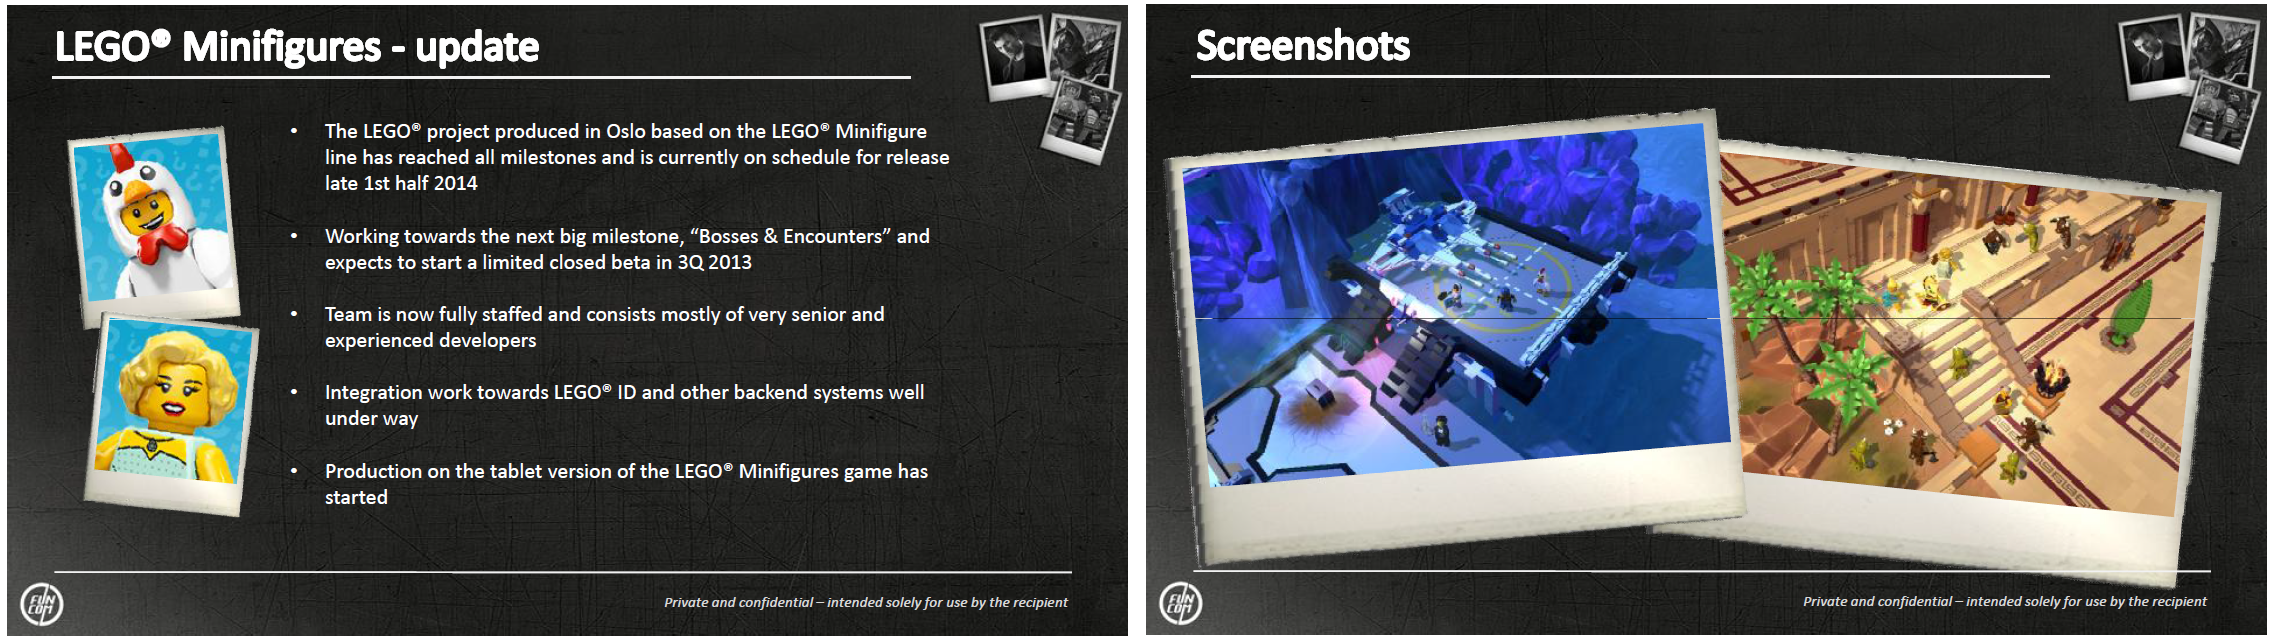 LEGO® Minifigures - update
• The LEGO® project produced in Oslo based on the LEGO® Minifigure
line has reached all milestones and is currently on schedule for release
late 1st half 2014
• Working towards the next big milestone, “Bosses & Encounters” and
expects to start a limited closed beta in 3Q 2013
• Team is now fully staffed and consists mostly of very senior and
experienced developers
• Integration work towards LEGO® ID and other backend systems well
under way
• Production on the tablet version of the LEGO® Minifigures game has
started
FUNCOM
Private and confidential – intended solely for use by the recipient
Screenshots
FUNCOM
Private and confidential – intended solely for use by the recipient